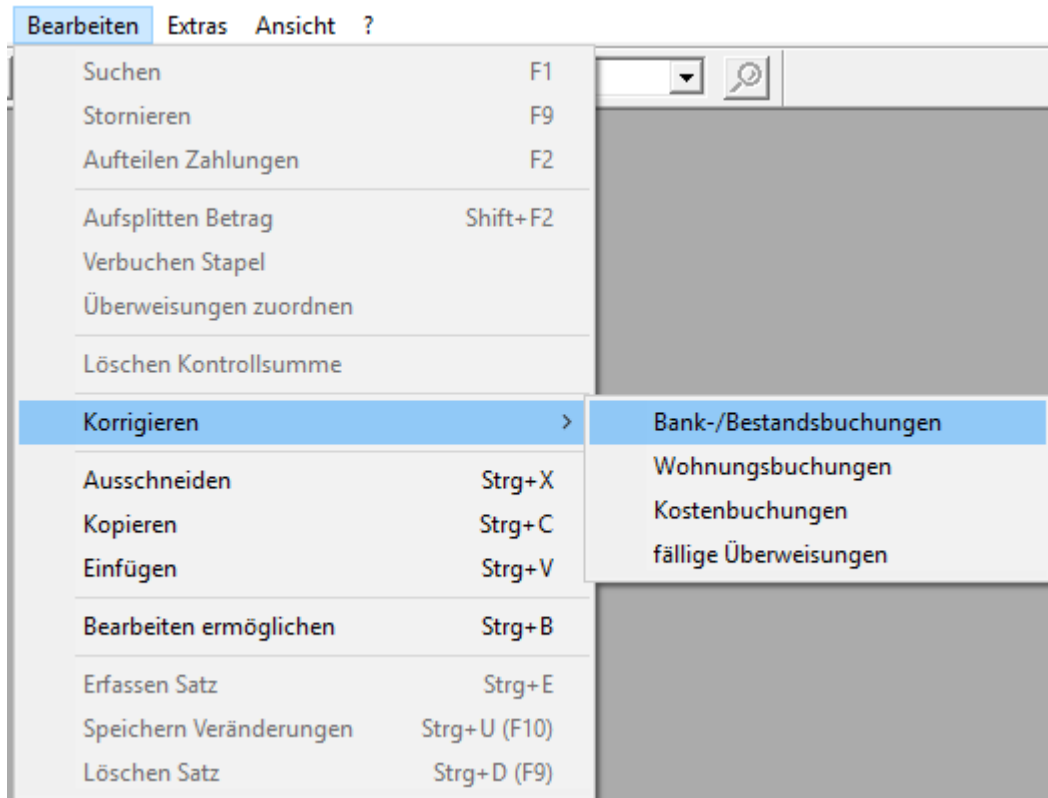 Bearbeiten Extras Ansicht ?
Suchen F1
Stornieren F9
Aufteilen Zahlungen F2
Aufsplitten Betrag Shift+F2
Verbuchen Stapel
Überweisungen zuordnen
Löschen Kontrollsumme
Korrigieren >
Bank-/Bestandsbuchungen
Wohnungsbuchungen
Kostenbuchungen
fällige Überweisungen
Ausschneiden Strg+X
Kopieren Strg+C
Einfügen Strg+V
Bearbeiten ermöglichen Strg+B
Erfassen Satz Strg+E
Speichern Veränderungen Strg+U (F10)
Löschen Satz Strg+D (F9)